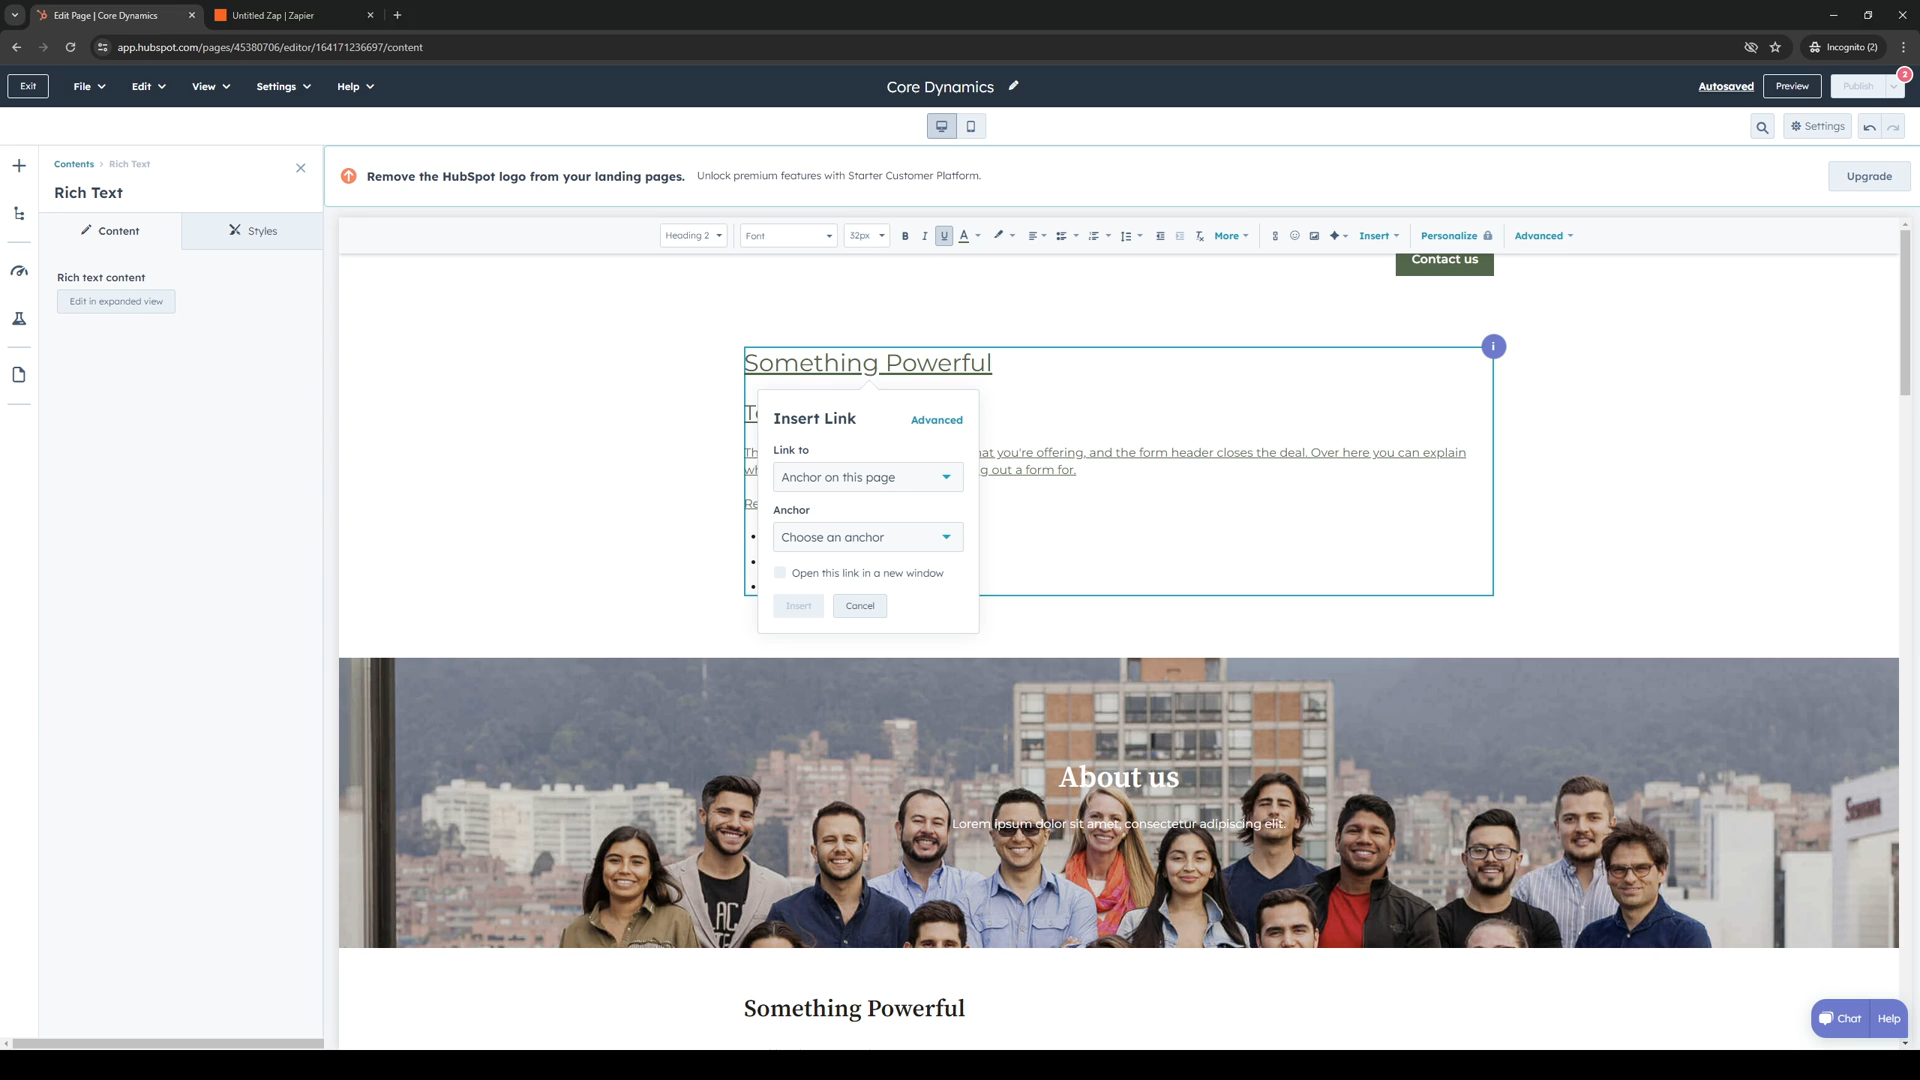 Edit Page | Core Dynamics
Untitled Zap | Zapier
app.hubspot.com/pages/45380706/editor/164171236697/content
Incognito (2)
Exit
File
Edit
View
Settings
Help
Core Dynamics
Autosaved
Preview
Publish
2
Settings
Contents > Rich Text
Rich Text
Content
Styles
Rich text content
Edit in expanded view
Remove the HubSpot logo from your landing pages.
Unlock premium features with Starter Customer Platform.
Upgrade
Heading 2
Font
32px
B
I
U
A
More
Insert
Personalize
Advanced
Contact us
Something Powerful
i
Insert Link
Advanced
Link to
Anchor on this page
Anchor
Choose an anchor
Open this link in a new window
Insert
Cancel
at you're offering, and the form header closes the deal. Over here you can explain
g out a form for.
About us
Lorem ipsum dolor sit amet, consectetur adipiscing elit.
Something Powerful
Chat
Help